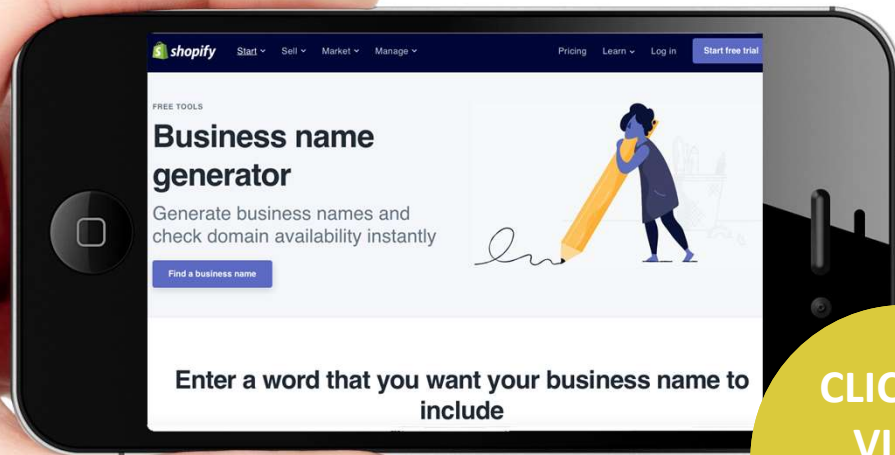 shopify Start Sell Market Manage Pricing Learn Log in Start free trial
FREE TOOLS
Business name
generator
Generate business names and
check domain availability instantly
Find a business name
Enter a word that you want your business name to
include